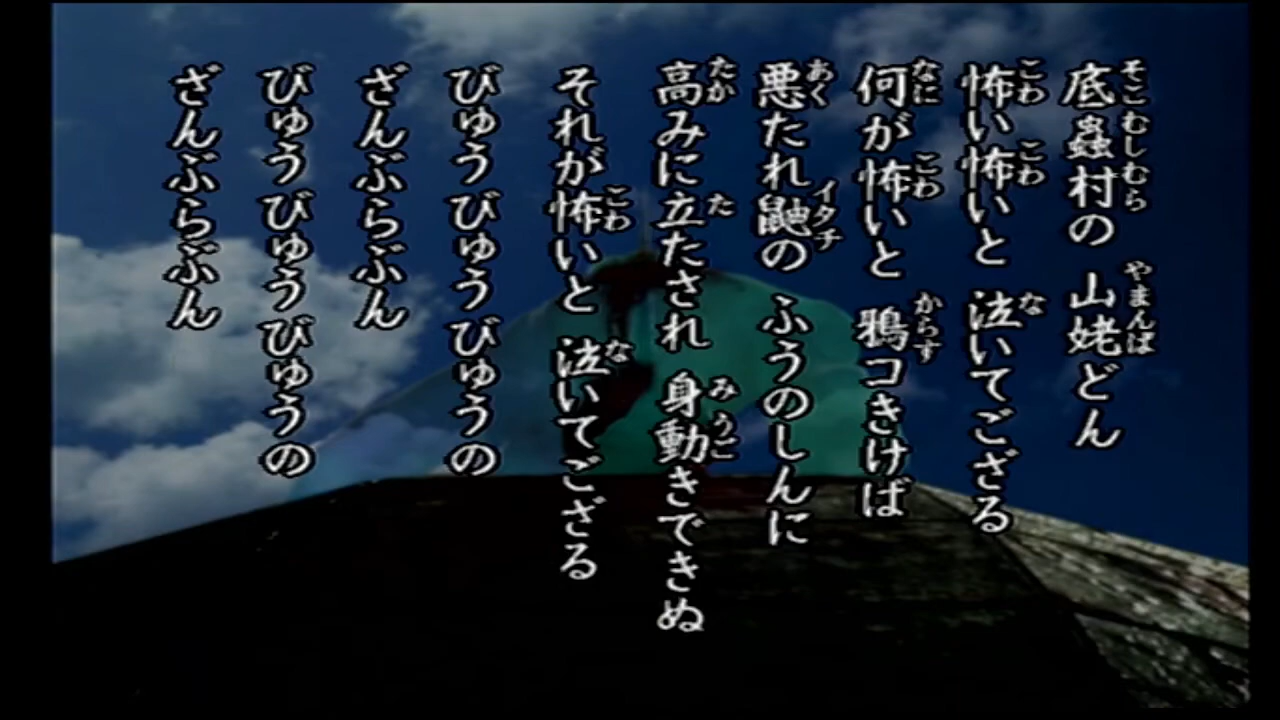 底蟲村の 山姥どん
怖い怖いと 泣いてござる
何が怖いと 鴉コきけば
悪たれ鼬の ふうのしんに
高みに立たされ 身動きできぬ
それが怖いと 泣いてござる
びゅうびゅうびゅうの
ざんぶらぶん
びゅうびゅうびゅうの
ざんぶらぶん